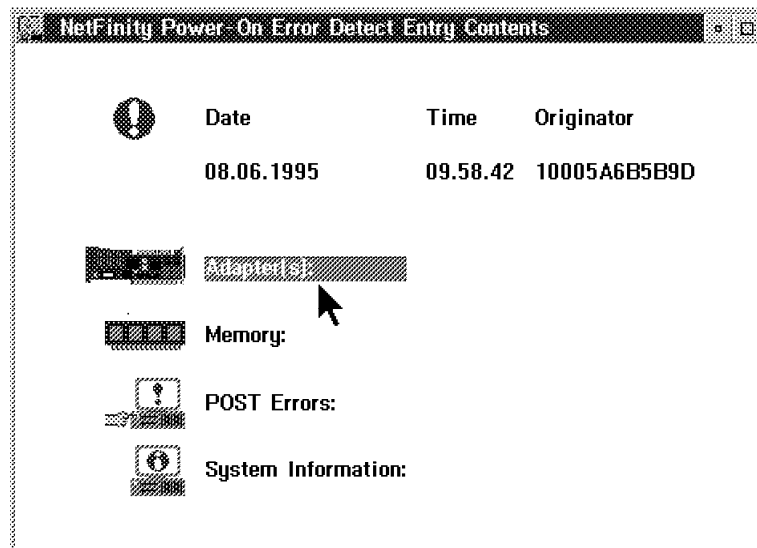 NetFinity Power-On Error Detect Entry Contents
Date Time Originator
08.06.1995 09.58.42 10005A6B5B9D
Adapter(s):
Memory:
POST Errors:
System Information: